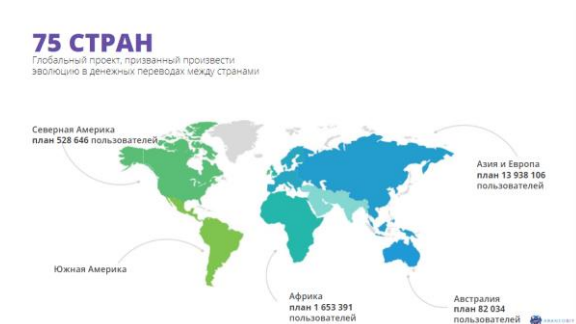 75 СТРАН
Глобальный проект, призванный произвести
эволюцию в денежных переводах между странами
Северная Америка
план 528 646 пользователей
Азия и Европа
план 13 938 106
пользователей
Южная Америка
Африка
план 1 653 391
пользователей
Австралия
план 82 034
пользователей